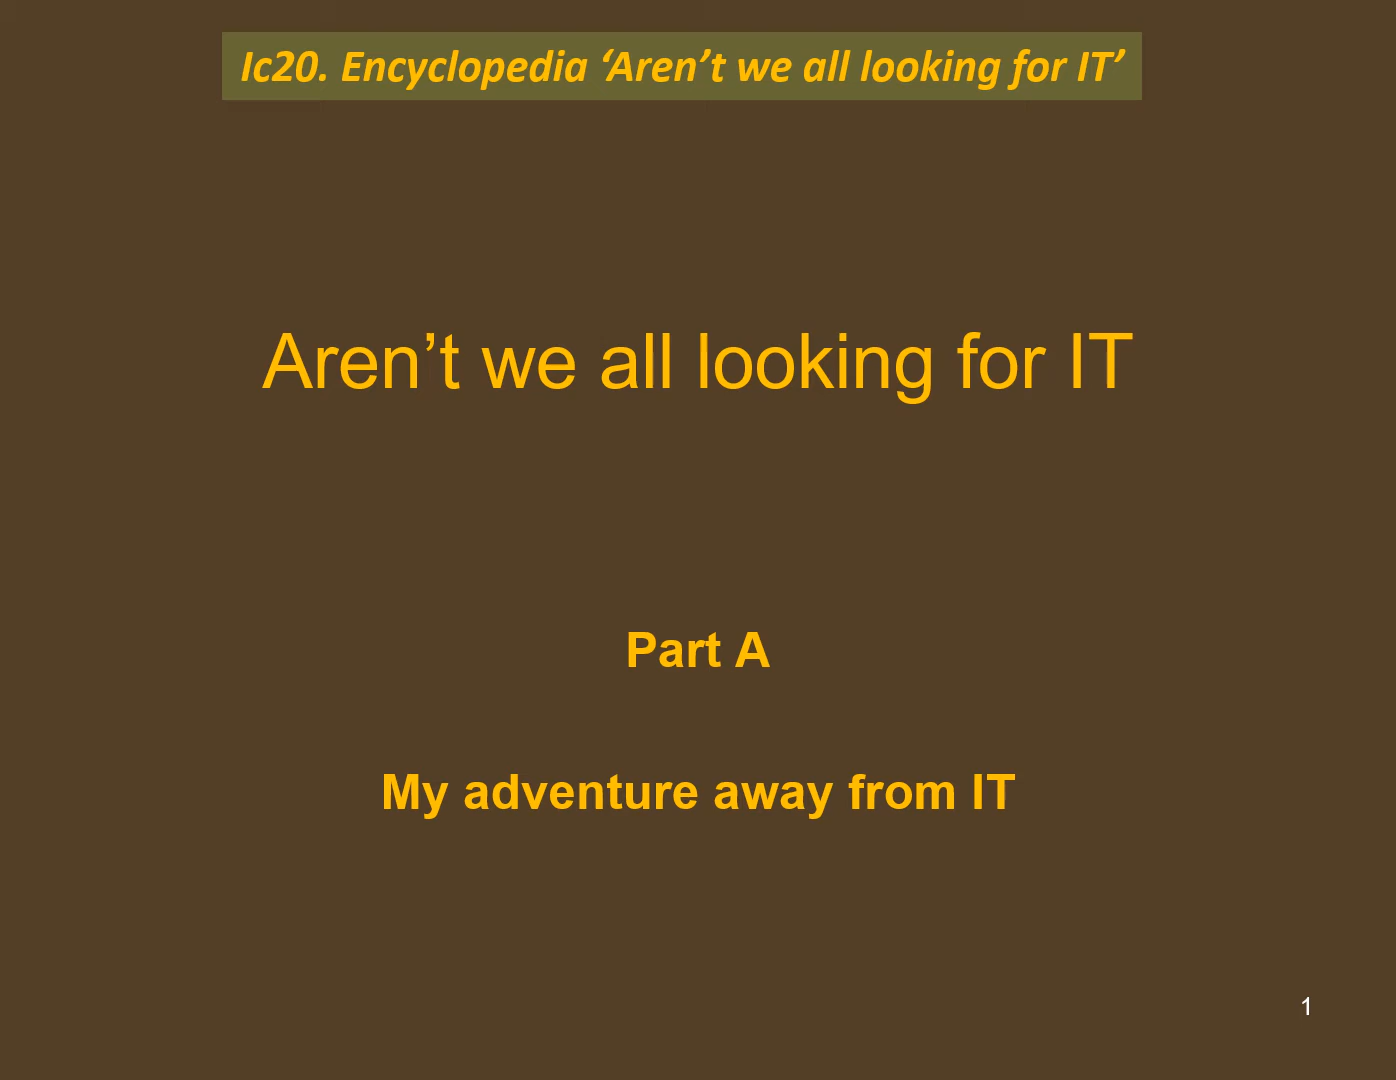 Ic20. Encyclopedia ‘Aren’t we all looking for IT’
Aren’t we all looking for IT
Part A
My adventure away from IT
1